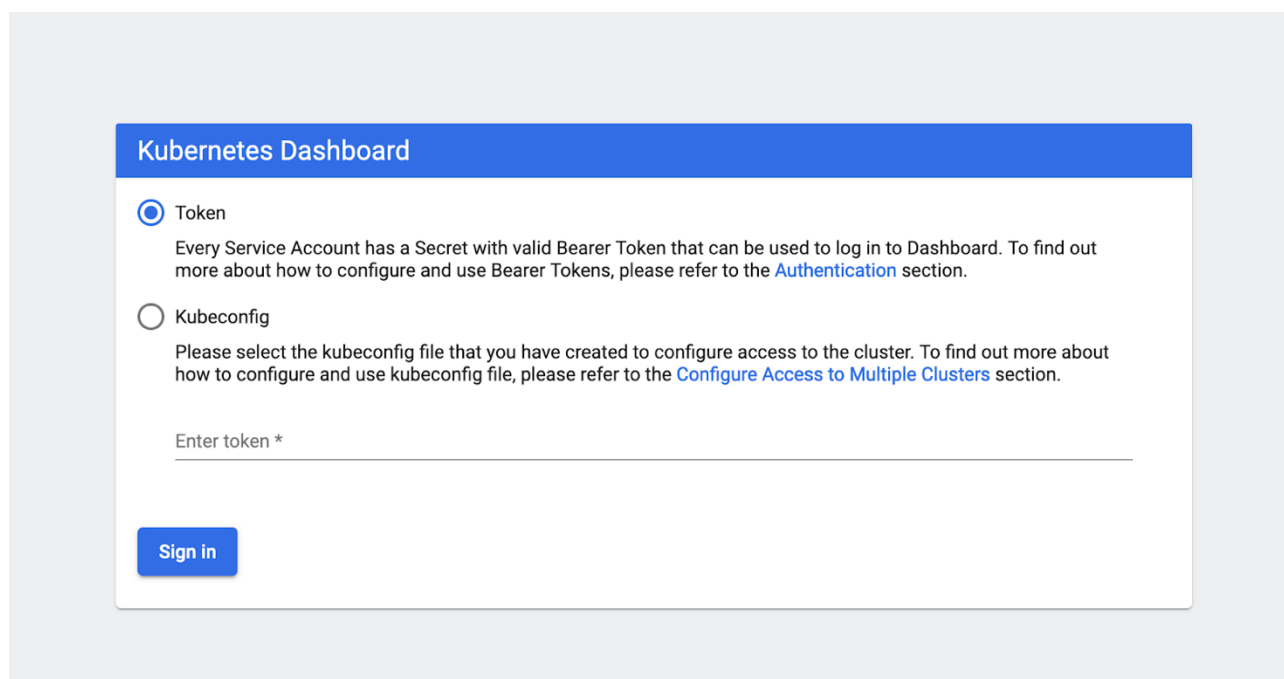 Kubernetes Dashboard
Token
Every Service Account has a Secret with valid Bearer Token that can be used to log in to Dashboard. To find out
more about how to configure and use Bearer Tokens, please refer to the Authentication section.
Kubeconfig
Please select the kubeconfig file that you have created to configure access to the cluster. To find out more about
how to configure and use kubeconfig file, please refer to the Configure Access to Multiple Clusters section.
Enter token *
Sign in